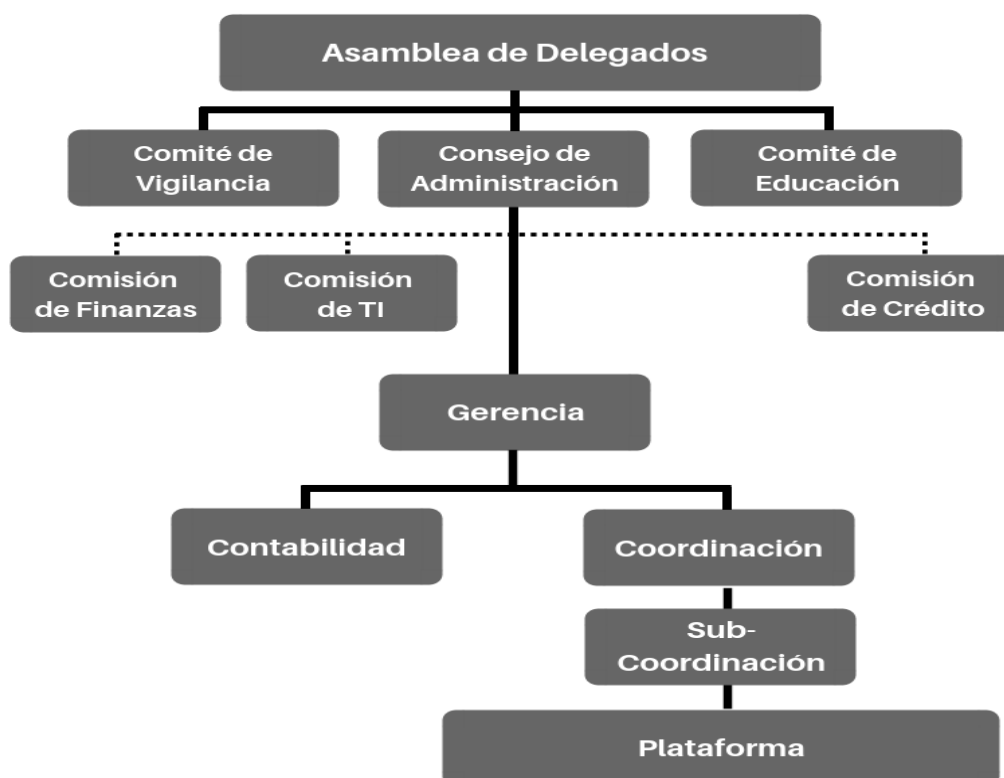 Asamblea de Delegados
Comité de
Vigilancia
Consejo de
Administración
Comité de
Educación
Comisión
de Finanzas
Comisión
de TI
Comisión
de Crédito
Gerencia
Contabilidad
Coordinación
Sub-
Coordinación
Plataforma